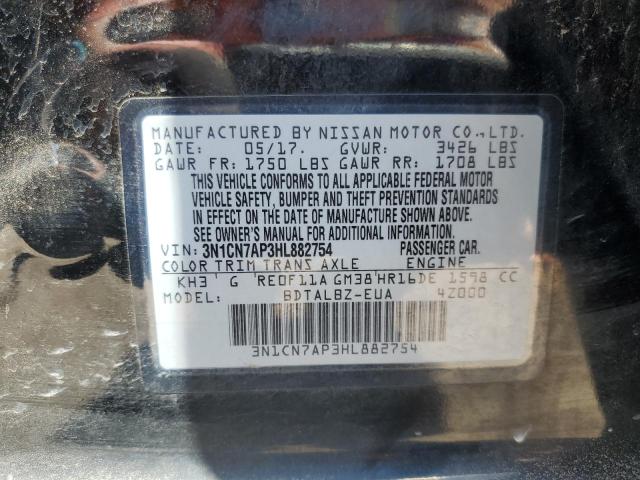 MANUFACTURED BY NISSAN MOTOR CO.,LTD.
DATE: 05/17. GVWR: 3426 LBS
GAWR FR: 1750 LBS GAWR RR: 1708 LBS
THIS VEHICLE CONFORMS TO ALL APPLICABLE FEDERAL MOTOR
VEHICLE SAFETY, BUMPER AND THEFT PREVENTION STANDARDS
IN EFFECT ON THE DATE OF MANUFACTURE SHOWN ABOVE.
SEE OWNER'S MANUAL FOR ADDITIONAL INFORMATION.
VIN: 3N1CN7AP3HL882754 PASSENGER CAR.
COLOR TRIM TRANS AXLE ENGINE
KH3 ' G ' RE0F11A GM38 ' HR16DE 1598 CC
MODEL: BDTALBZ-EUA 4Z000
3N1CN7AP3HL882754